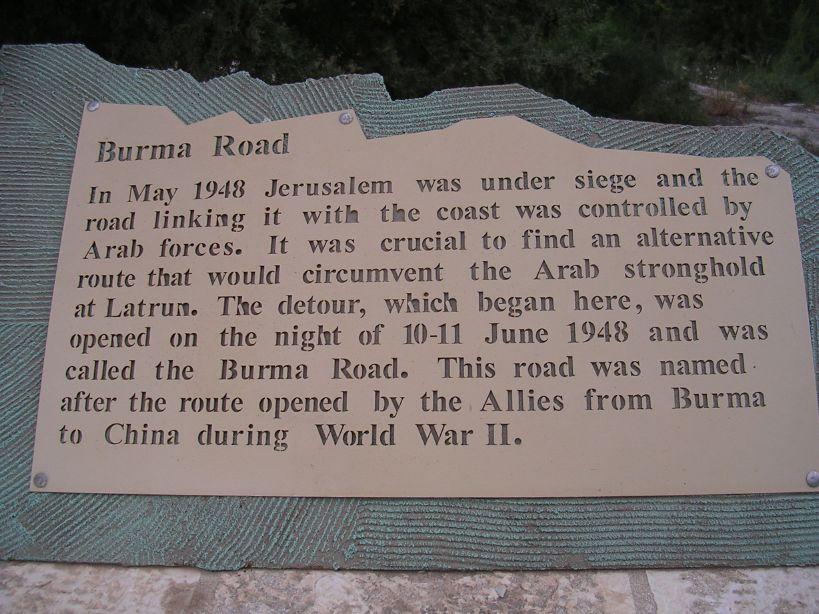 Burma Road
In May 1948 Jerusalem was under siege and the
road linking it with the coast was controlled by
Arab forces. It was crucial to find an alternative
route that would circumvent the Arab stronghold
at Latrun. The detour, which began here, was
opened on the night of 10-11 June 1948 and was
called the Burma Road. This road was named
after the route opened by the Allies from Burma
to China during World War II.